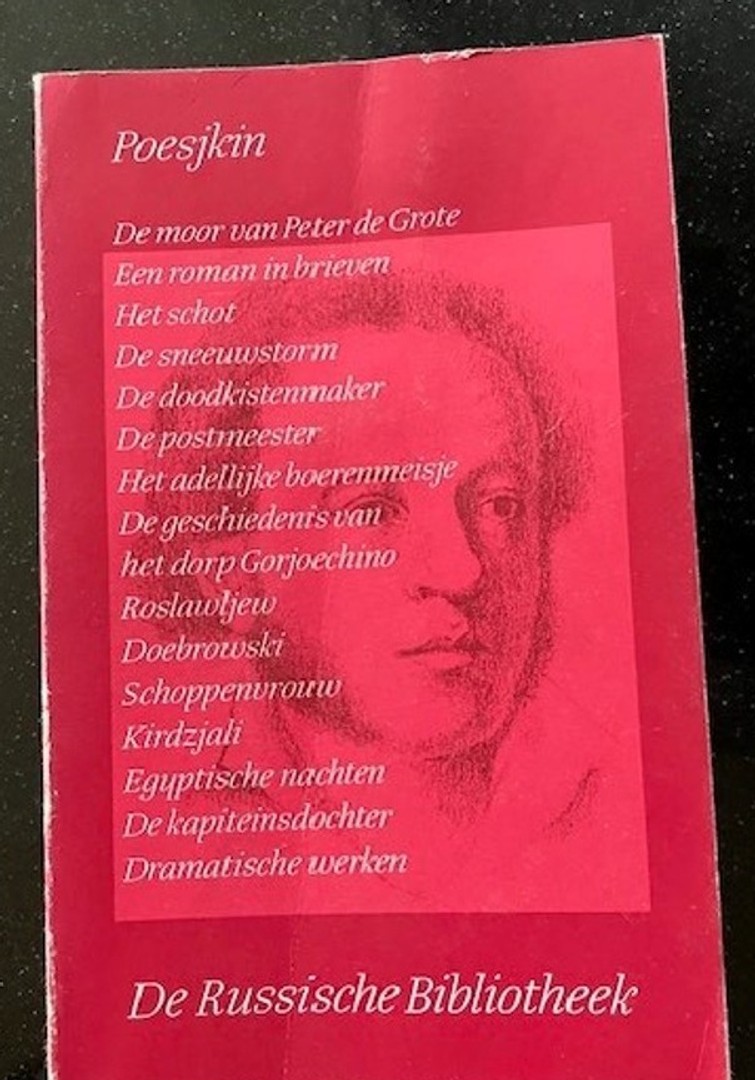 Poesjkin
De moor van Peter de Grote
Een roman in brieven
Het schot
De sneeuwstorm
De doodkistenmaker
De postmeester
Het adellijke boerenmeisje
De geschiedenis van
het dorp Gorjoechino
Roslawljew
Doebrowski
Schoppenvrouw
Kirdzjali
Egyptische nachten
De kapiteinsdochter
Dramatische werken
De Russische Bibliotheek